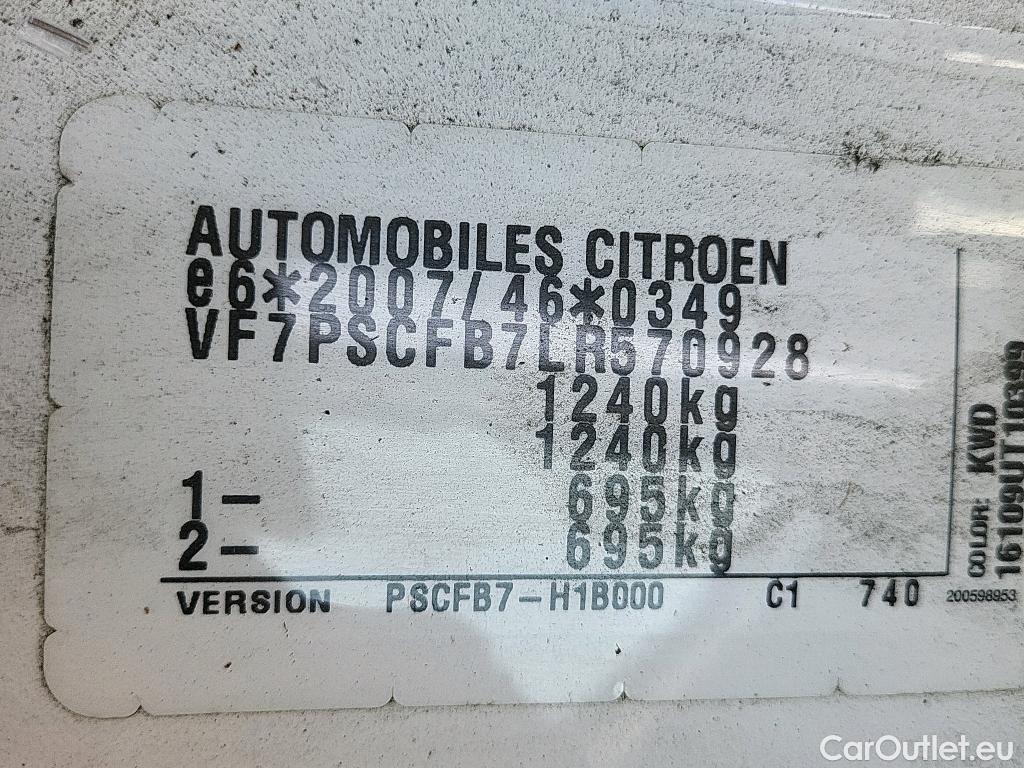 AUTOMOBILES CITROEN
e6*2007/46*0349
VF7PSCFB7LR570928
1240kg
1240kg
1- 695kg
2- 695kg
VERSION PSCFB7-H1B000 C1 740
COLOR: KWD
16109UT10399
200598953
CarOutlet.eu